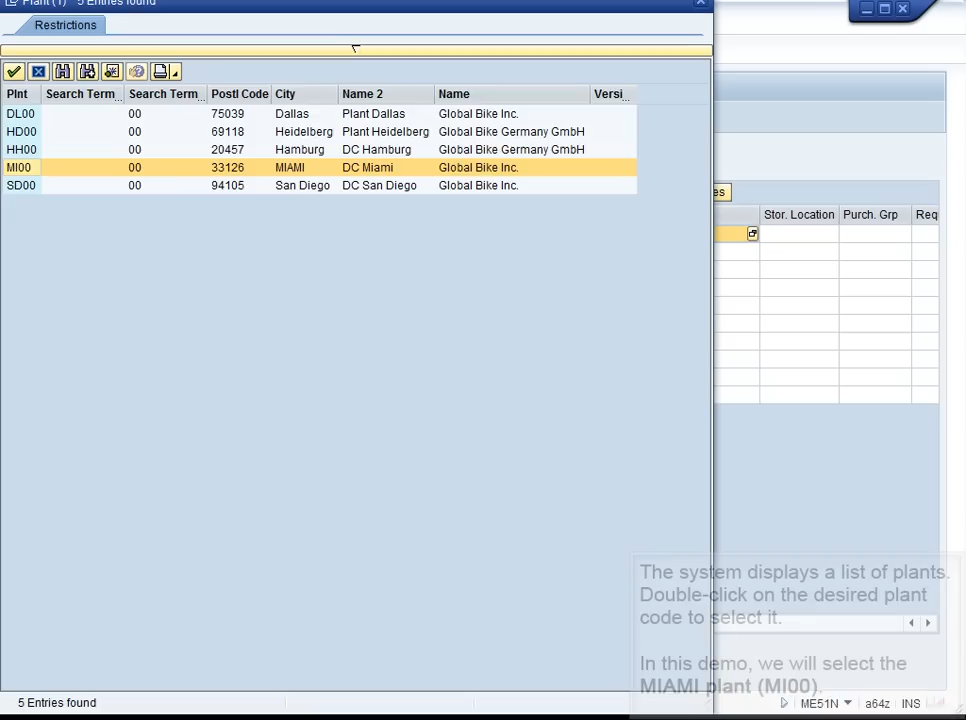 Plant (1) 5 Entries found
Restrictions
Plnt Search Term Search Term Postl Code City Name 2 Name Versi
DL00 00 75039 Dallas Plant Dallas Global Bike Inc.
HD00 00 69118 Heidelberg Plant Heidelberg Global Bike Germany GmbH
HH00 00 20457 Hamburg DC Hamburg Global Bike Germany GmbH
MI00 00 33126 MIAMI DC Miami Global Bike Inc.
SD00 00 94105 San Diego DC San Diego Global Bike Inc.
es
Stor. Location Purch. Grp Req
The system displays a list of plants.
Double-click on the desired plant
code to select it.
In this demo, we will select the
MIAMI plant (MI00).
5 Entries found
ME51N a64z INS